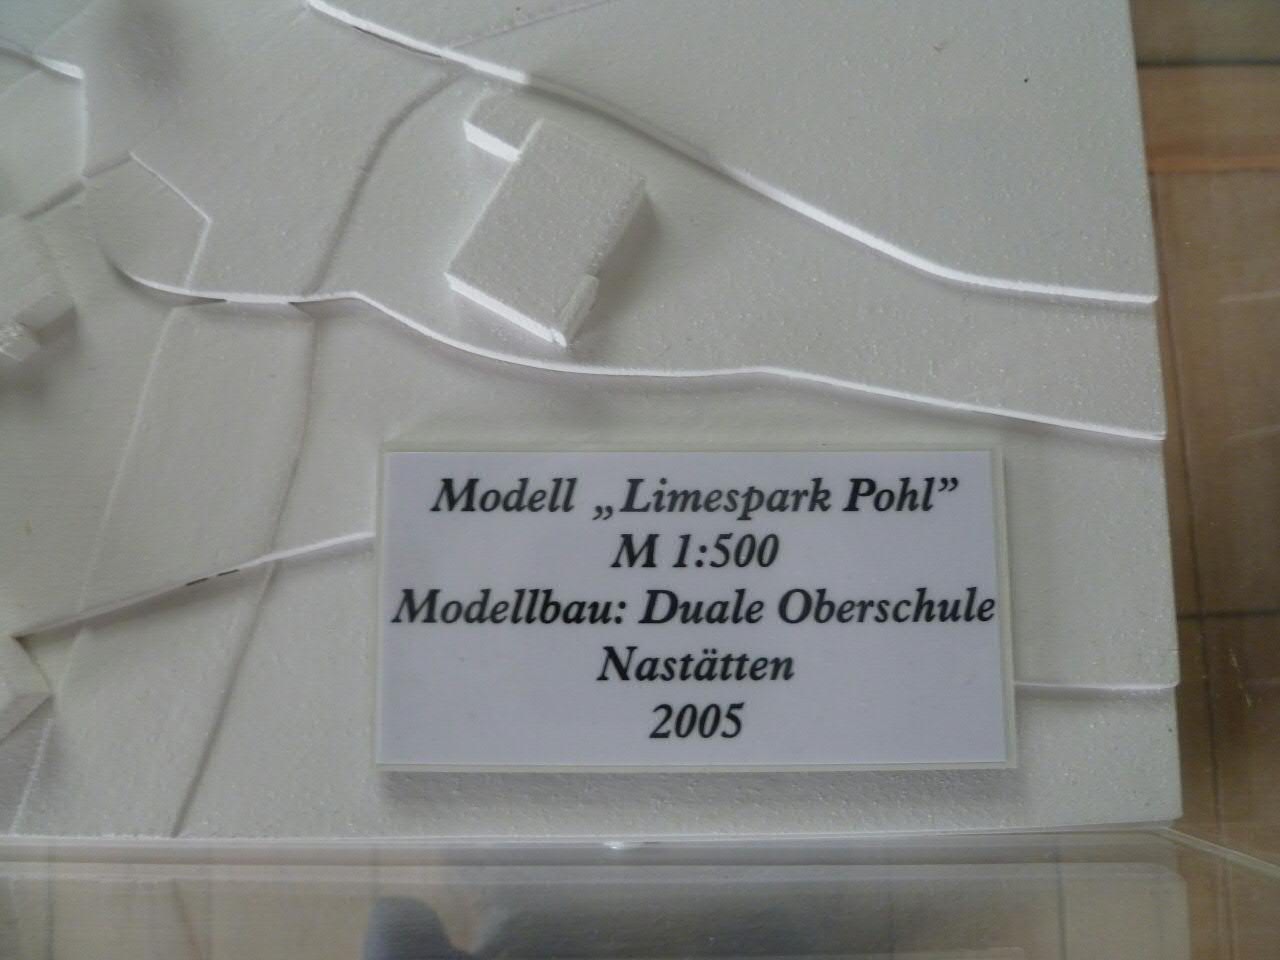 Modell „Limespark Pohl”
M 1:500
Modellbau: Duale Oberschule
Nastätten
2005